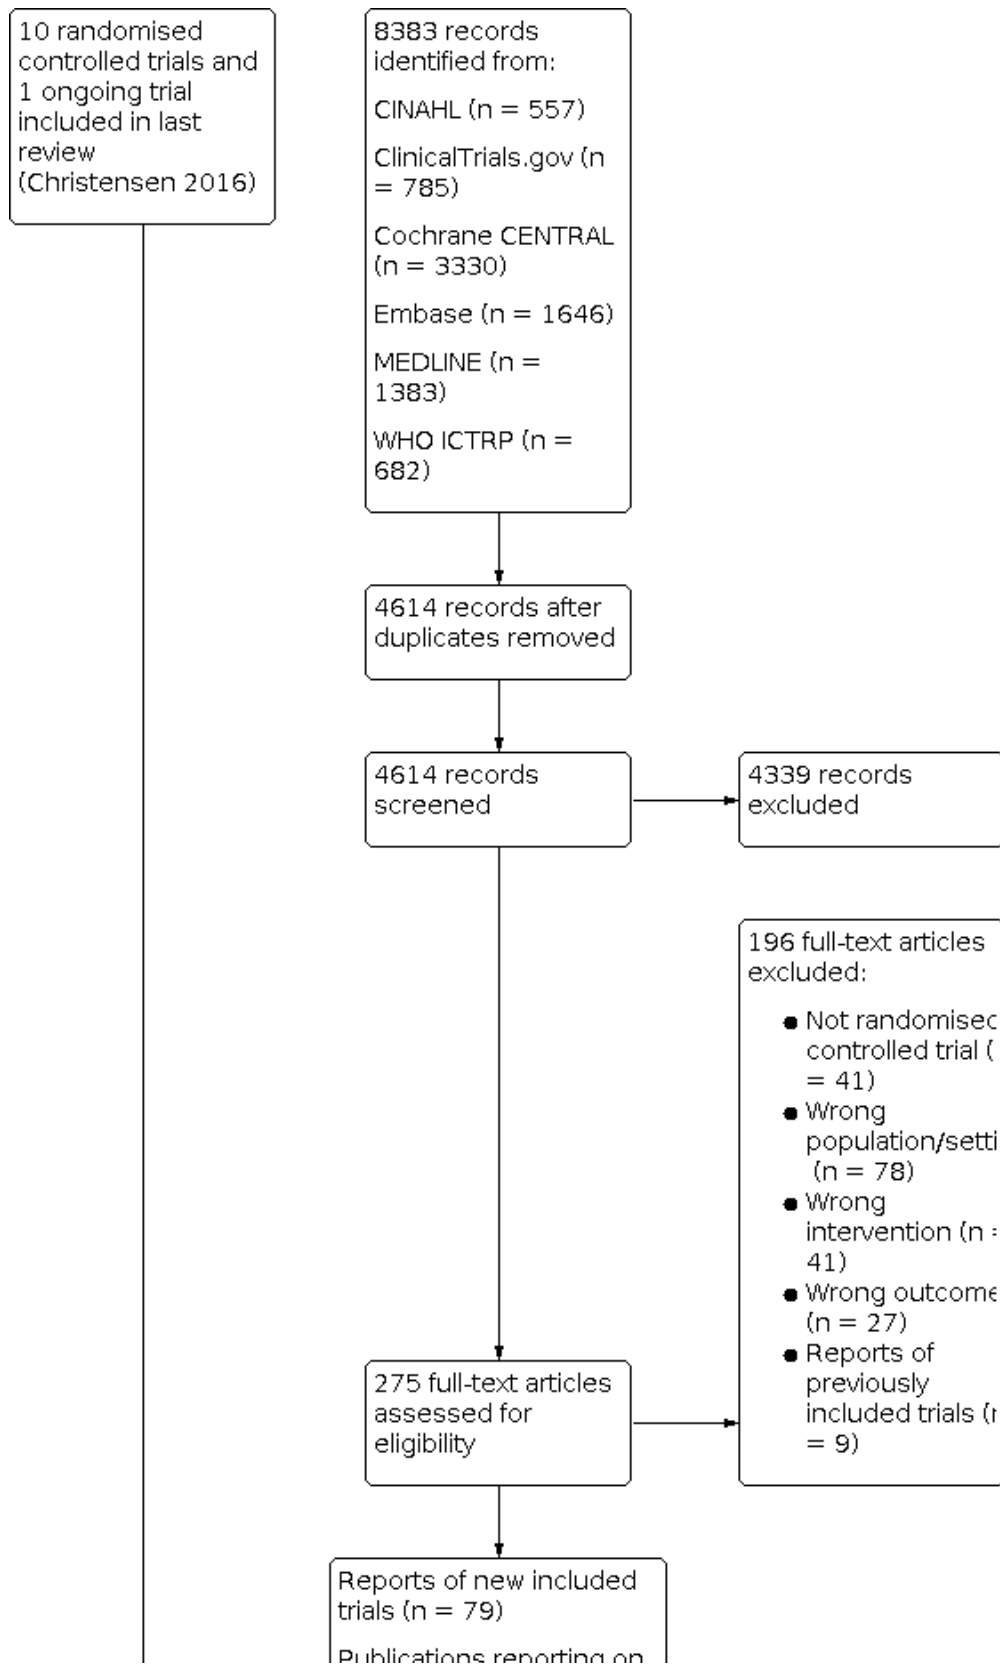 10 randomised
controlled trials and
1 ongoing trial
included in last
review
(Christensen 2016)
8383 records
identified from:
CINAHL (n = 557)
ClinicalTrials.gov (n
= 785)
Cochrane CENTRAL
(n = 3330)
Embase (n = 1646)
MEDLINE (n =
1383)
WHO ICTRP (n =
682)
4614 records after
duplicates removed
4614 records
screened
4339 records
excluded
196 full-text articles
excluded:
● Not randomised
controlled trial (
= 41)
● Wrong
population/setti
(n = 78)
● Wrong
intervention (n =
41)
● Wrong outcome
(n = 27)
● Reports of
previously
included trials (n
= 9)
275 full-text articles
assessed for
eligibility
Reports of new included
trials (n = 79)
Publications reporting on